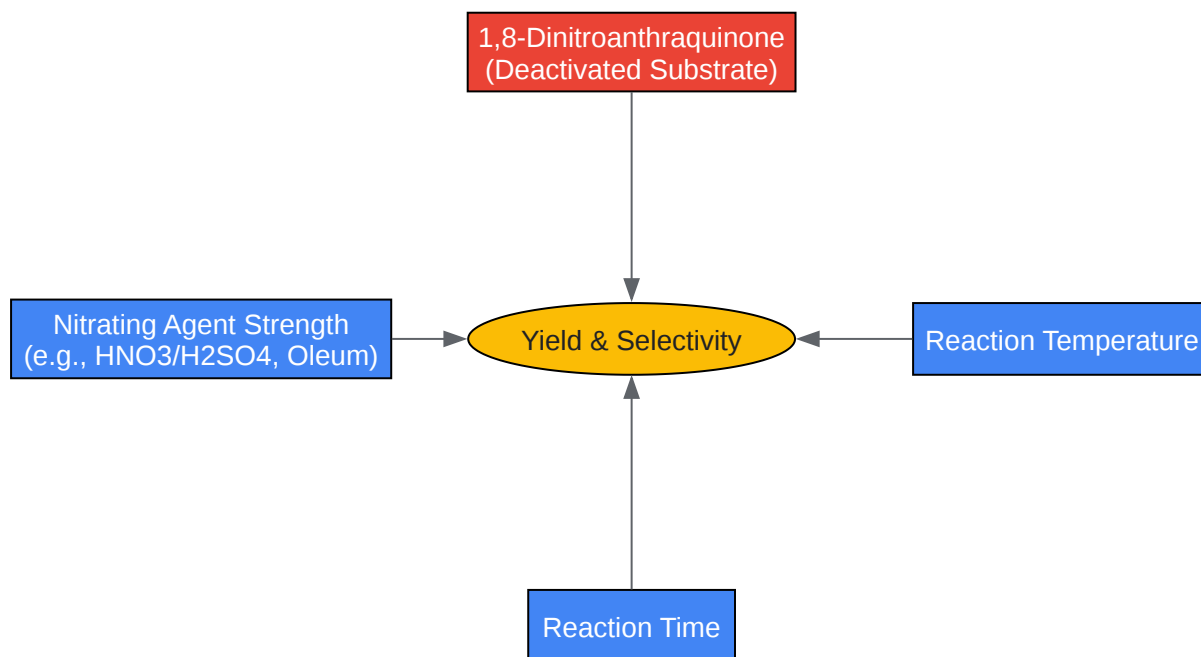 1,8-Dinitroanthraquinone
(Deactivated Substrate)
Nitrating Agent Strength
(e.g., HNO3/H2SO4, Oleum)
Yield & Selectivity
Reaction Temperature
Reaction Time